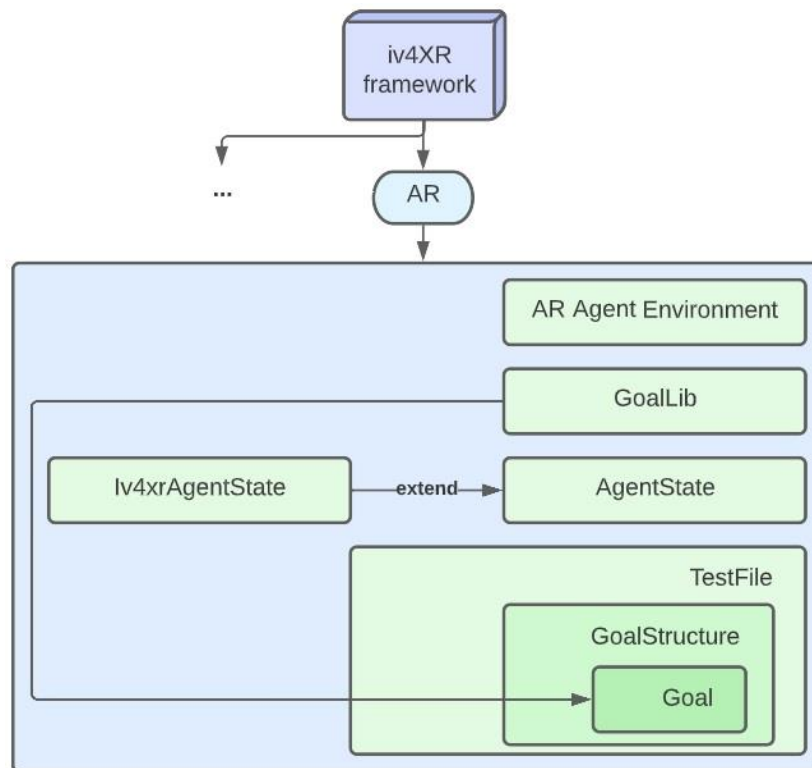 iv4XR
framework
...
AR
AR Agent Environment
GoalLib
Iv4xrAgentState
extend
AgentState
TestFile
GoalStructure
Goal